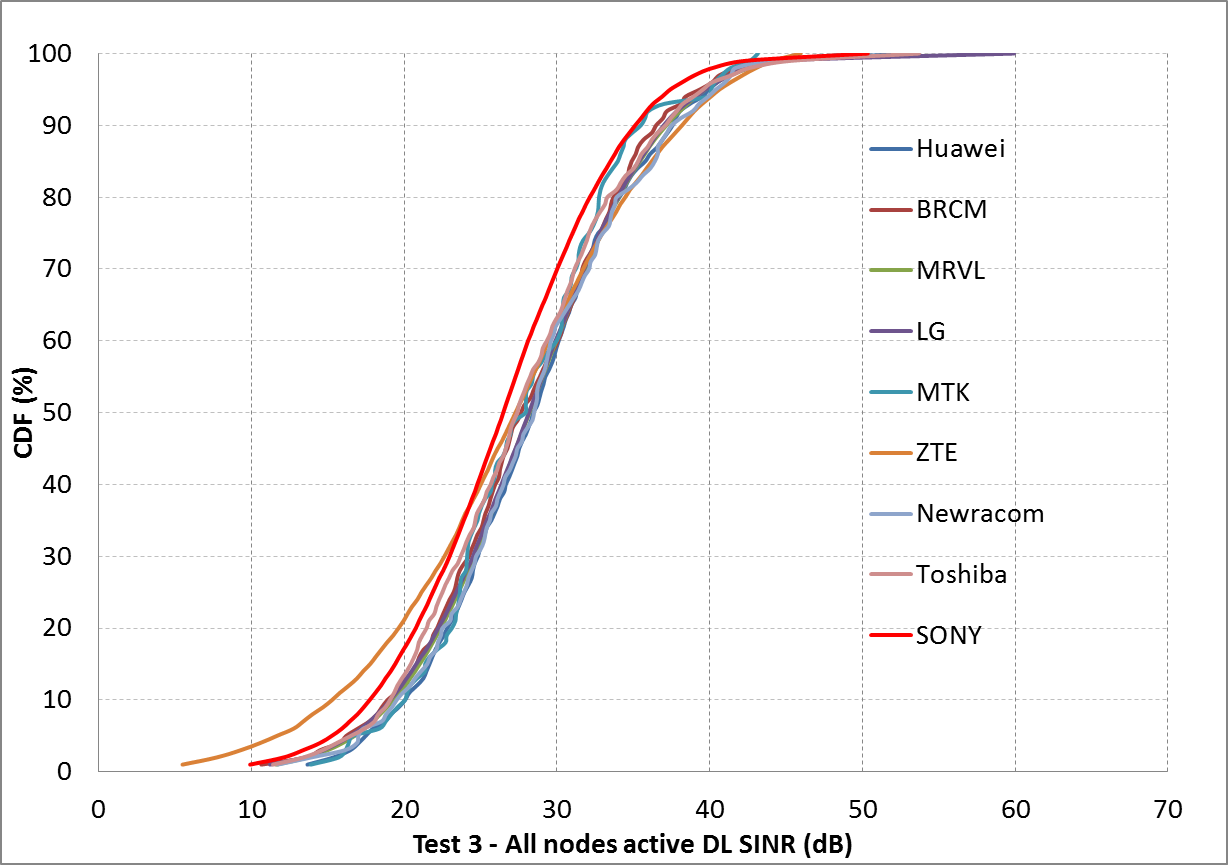 100
90
80
70
60
50
40
30
20
10
0
CDF (%)
Huawei
BRCM
MRVL
LG
MTK
ZTE
Newracom
Toshiba
SONY
0 10 20 30 40 50 60 70
Test 3 - All nodes active DL SINR (dB)